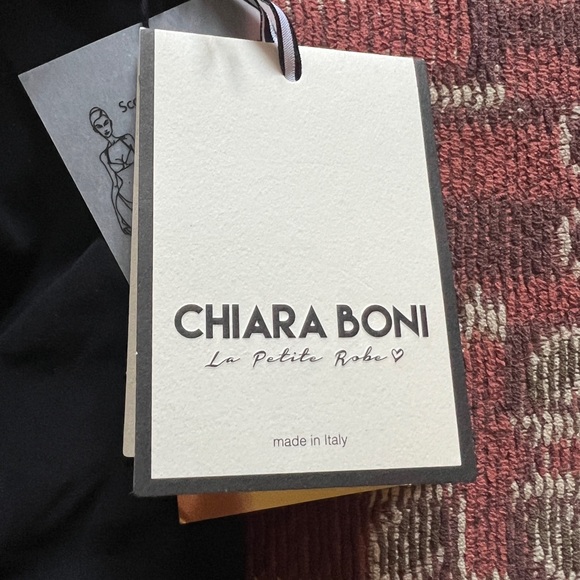 CHIARA BONI
La Petite Robe
made in Italy